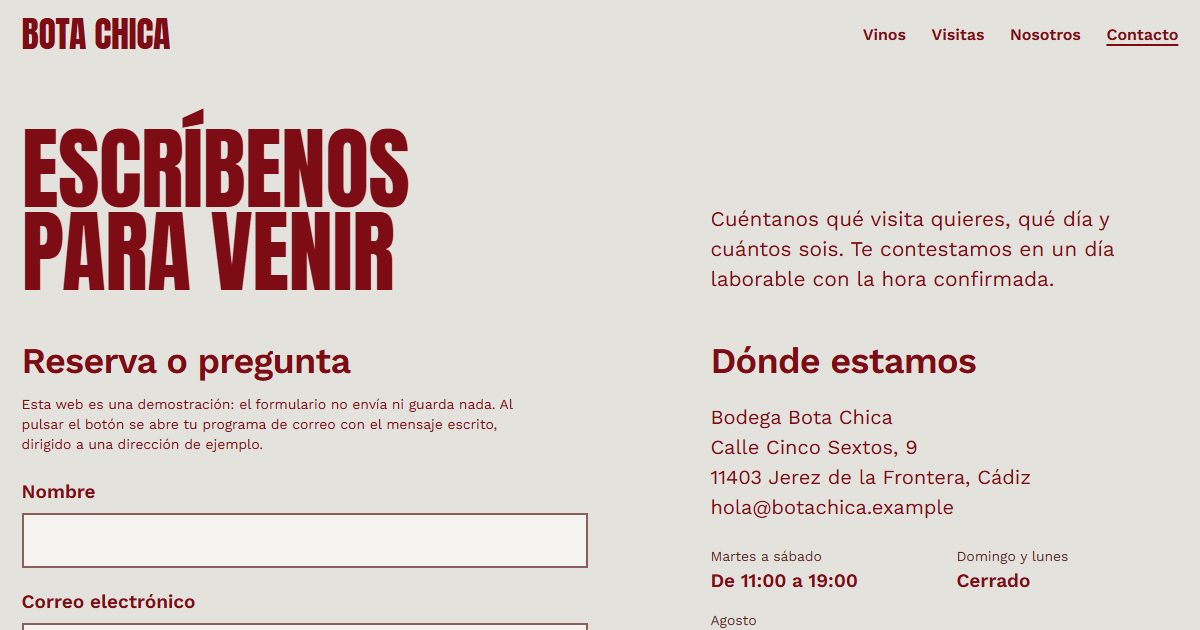 BOTA CHICA
Vinos
Visitas
Nosotros
Contacto
ESCRÍBENOS
PARA VENIR
Cuéntanos qué visita quieres, qué día y
cuántos sois. Te contestamos en un día
laborable con la hora confirmada.
Reserva o pregunta
Esta web es una demostración: el formulario no envía ni guarda nada. Al
pulsar el botón se abre tu programa de correo con el mensaje escrito,
dirigido a una dirección de ejemplo.
Nombre
Correo electrónico
Dónde estamos
Bodega Bota Chica
Calle Cinco Sextos, 9
11403 Jerez de la Frontera, Cádiz
hola@botachica.example
Martes a sábado
De 11:00 a 19:00
Domingo y lunes
Cerrado
Agosto